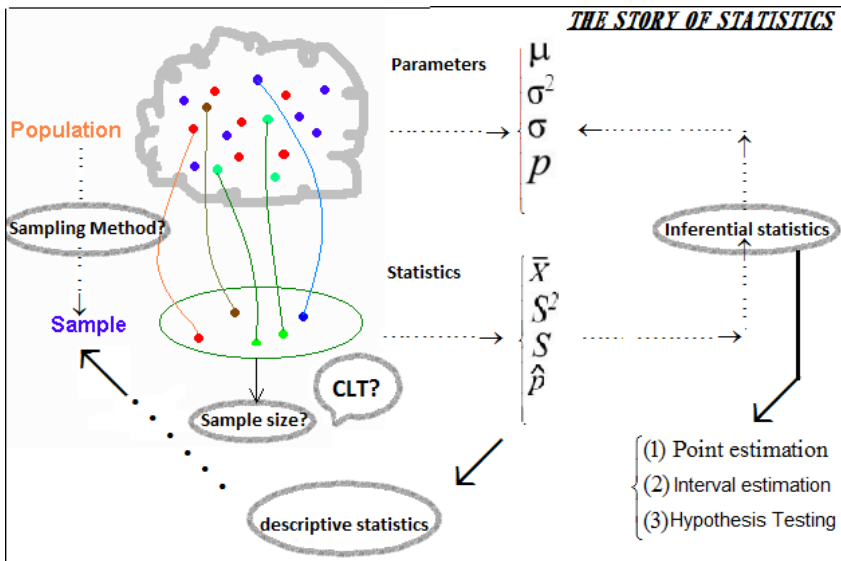 THE STORY OF STATISTICS
Parameters
μ
σ²
σ
p
Population
Sampling Method?
Inferential statistics
Statistics
x̄
S²
S
p̂
Sample
CLT?
Sample size?
(1) Point estimation
(2) Interval estimation
(3) Hypothesis Testing
descriptive statistics